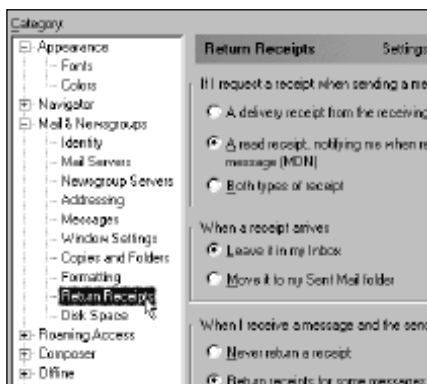 Category:
Appearance
Fonts
Colors
Navigator
Mail & Newsgroups
Identity
Mail Servers
Newsgroup Servers
Addressing
Messages
Window Settings
Copies and Folders
Formatting
Return Receipts
Disk Space
Roaming Access
Composer
Offline
Return Receipts Settings
If I request a receipt when sending a me
A delivery receipt from the receiving
A read receipt, notifying me when re
message (MDN)
Both types of receipt
When a receipt arrives
Leave it in my Inbox
Move it to my Sent Mail folder
When I receive a message and the send
Never return a receipt
Return receipts for some messages